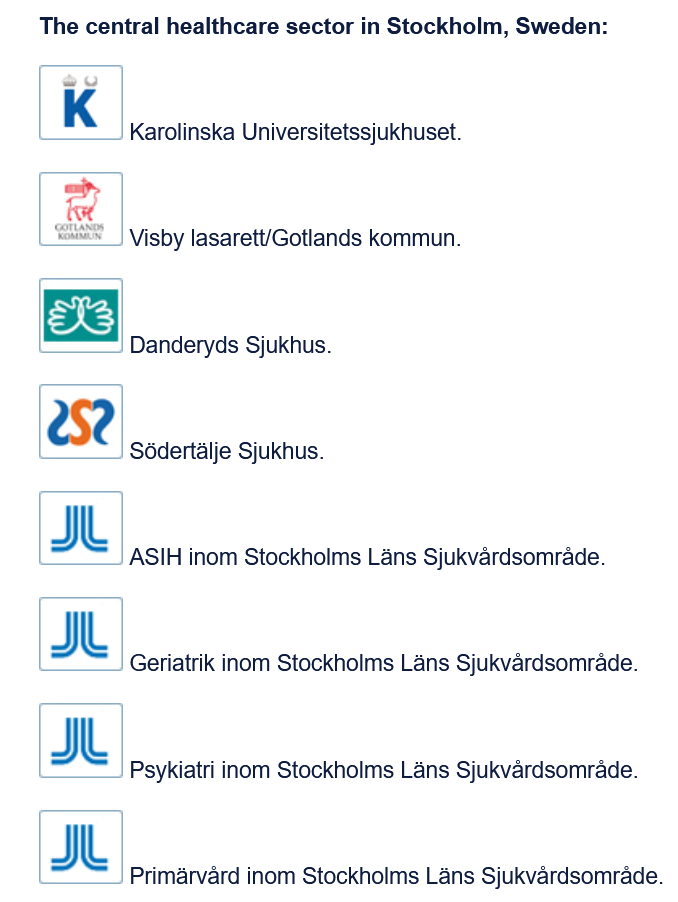 The central healthcare sector in Stockholm, Sweden:
K
Karolinska Universitetssjukhuset.
GOTLANDS
KOMMUN
Visby lasarett/Gotlands kommun.
Danderyds Sjukhus.
Södertälje Sjukhus.
ASIH inom Stockholms Läns Sjukvårdsområde.
Geriatrik inom Stockholms Läns Sjukvårdsområde.
Psykiatri inom Stockholms Läns Sjukvårdsområde.
Primärvård inom Stockholms Läns Sjukvårdsområde.